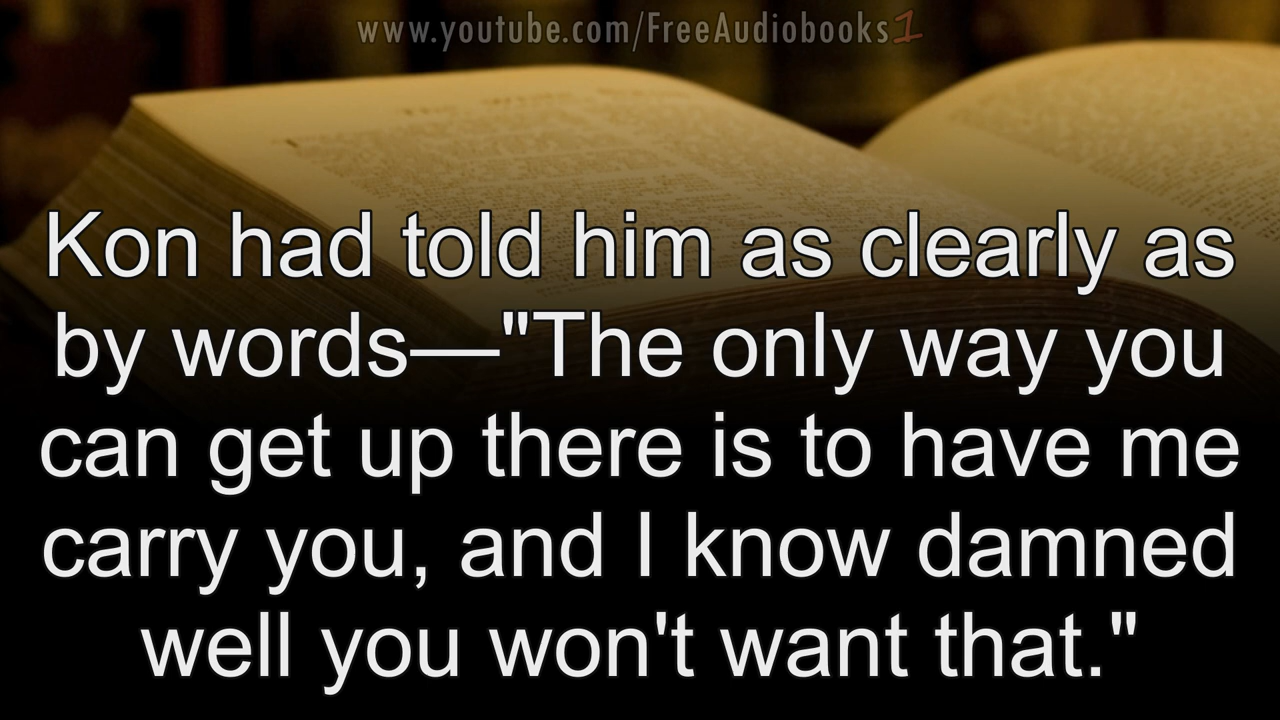 www.youtube.com/FreeAudiobooks1
Kon had told him as clearly as
by words—"The only way you
can get up there is to have me
carry you, and I know damned
well you won't want that."